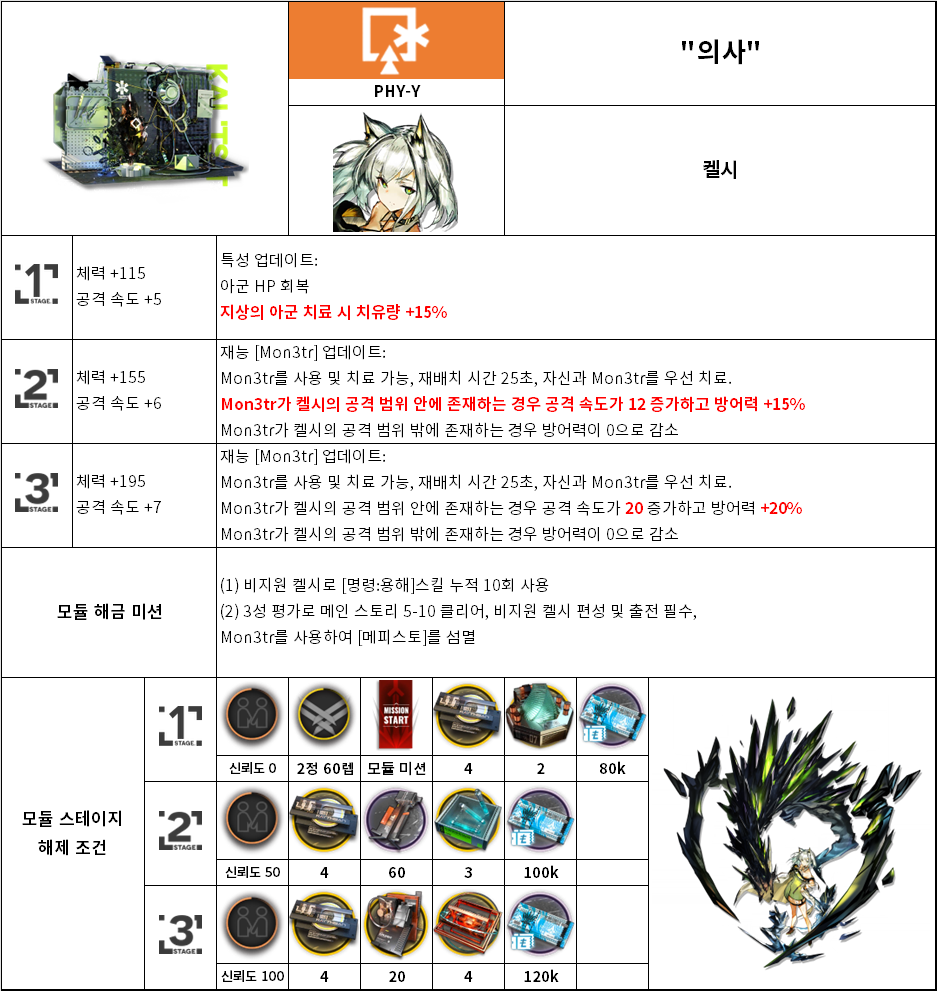 KAL'TSIT
PHY-Y
"의사"
켈시
1
STAGE.
체력 +115
공격 속도 +5
특성 업데이트:
아군 HP 회복
지상의 아군 치료 시 치유량 +15%
2
STAGE.
체력 +155
공격 속도 +6
재능 [Mon3tr] 업데이트:
Mon3tr를 사용 및 치료 가능, 재배치 시간 25초, 자신과 Mon3tr를 우선 치료.
Mon3tr가 켈시의 공격 범위 안에 존재하는 경우 공격 속도가 12 증가하고 방어력 +15%
Mon3tr가 켈시의 공격 범위 밖에 존재하는 경우 방어력이 0으로 감소
3
STAGE.
체력 +195
공격 속도 +7
재능 [Mon3tr] 업데이트:
Mon3tr를 사용 및 치료 가능, 재배치 시간 25초, 자신과 Mon3tr를 우선 치료.
Mon3tr가 켈시의 공격 범위 안에 존재하는 경우 공격 속도가 20 증가하고 방어력 +20%
Mon3tr가 켈시의 공격 범위 밖에 존재하는 경우 방어력이 0으로 감소
모듈 해금 미션
(1) 비지원 켈시로 [명령:용해]스킬 누적 10회 사용
(2) 3성 평가로 메인 스토리 5-10 클리어, 비지원 켈시 편성 및 출전 필수,
Mon3tr를 사용하여 [메피스토]를 섬멸
모듈 스테이지
해제 조건
1
STAGE.
MISSION
START
신뢰도 0
2정 60렙
모듈 미션
4
2
80k
2
STAGE.
신뢰도 50
4
60
3
100k
3
STAGE.
신뢰도 100
4
20
4
120k